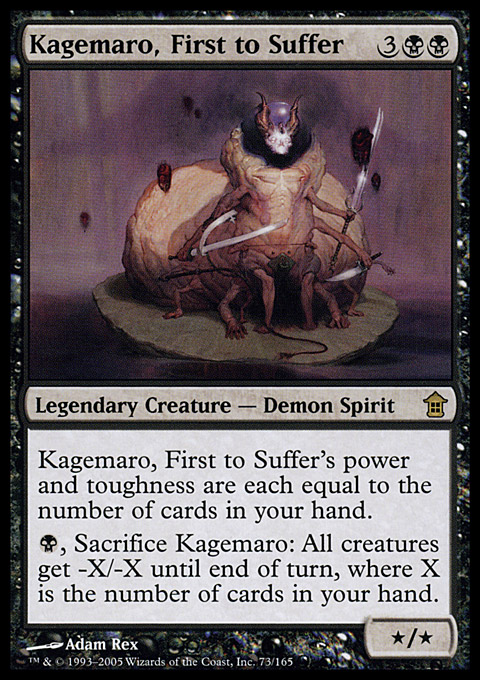 Kagemaro, First to Suffer 3
Legendary Creature — Demon Spirit
Kagemaro, First to Suffer's power
and toughness are each equal to the
number of cards in your hand.
, Sacrifice Kagemaro: All creatures
get -X/-X until end of turn, where X
is the number of cards in your hand.
★/★
Adam Rex
™ & © 1993–2005 Wizards of the Coast, Inc. 73/165